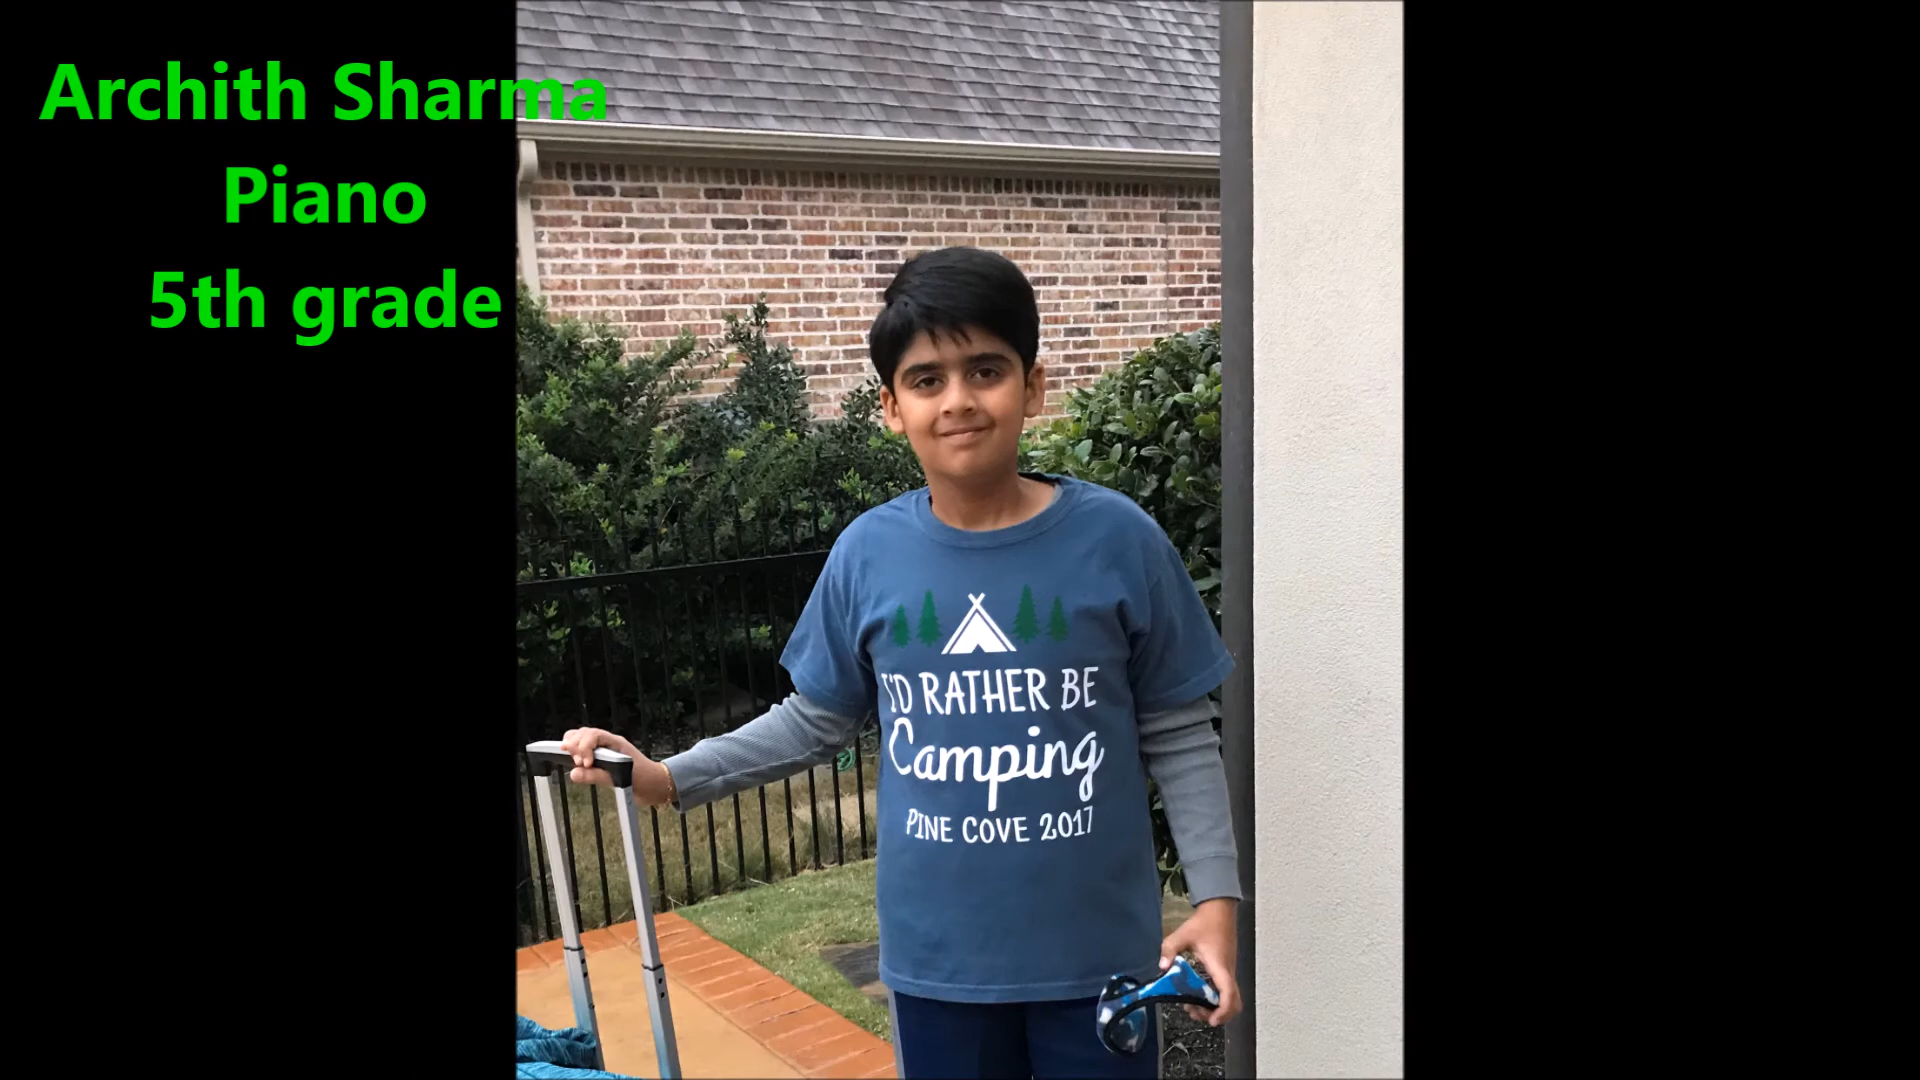 Archith Sharma
Piano
5th grade
I'D RATHER BE
Camping
PINE COVE 2017